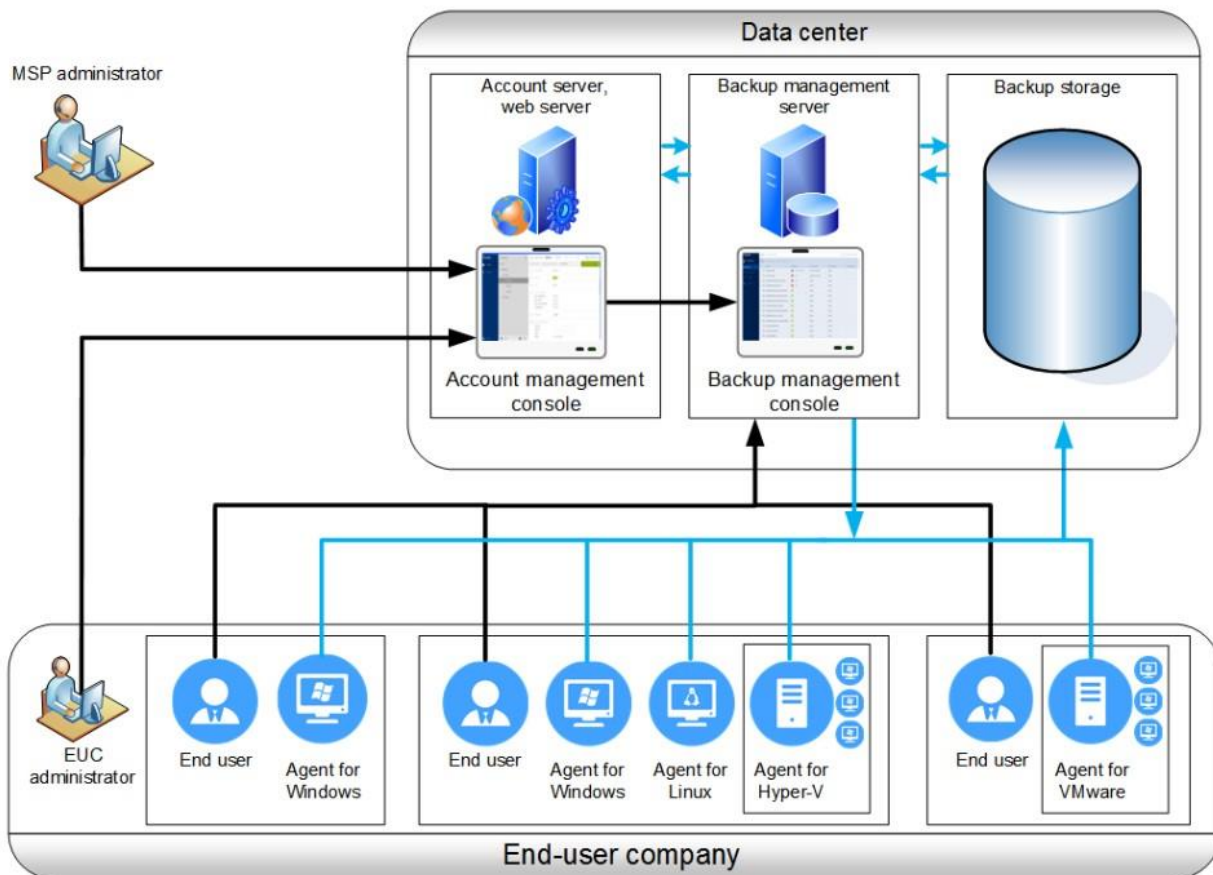 Data center
MSP administrator
Account server,
web server
Backup management
server
Backup storage
Account management
console
Backup management
console
EUC
administrator
End user
Agent for
Windows
End user
Agent for
Windows
Agent for
Linux
Agent for
Hyper-V
End user
Agent for
VMware
End-user company